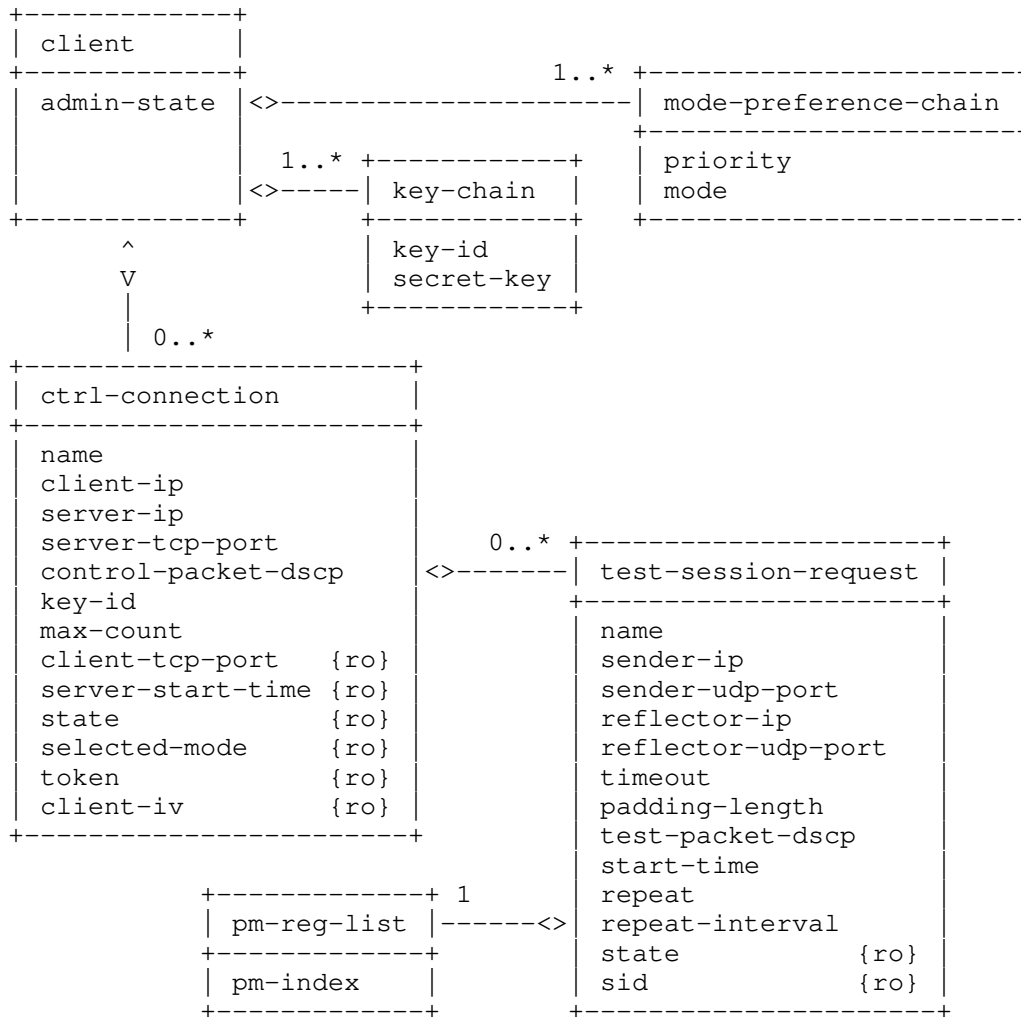 client
1..*
admin-state <> mode-preference-chain
1..* priority
<> key-chain mode
^ key-id
V secret-key
0..*
ctrl-connection
name
client-ip
server-ip
server-tcp-port 0..*
control-packet-dscp <> test-session-request
key-id
max-count name
client-tcp-port {ro} sender-ip
server-start-time {ro} sender-udp-port
state {ro} reflector-ip
selected-mode {ro} reflector-udp-port
token {ro} timeout
client-iv {ro} padding-length
test-packet-dscp
start-time
1 repeat
pm-reg-list <> repeat-interval
state {ro}
pm-index sid {ro}